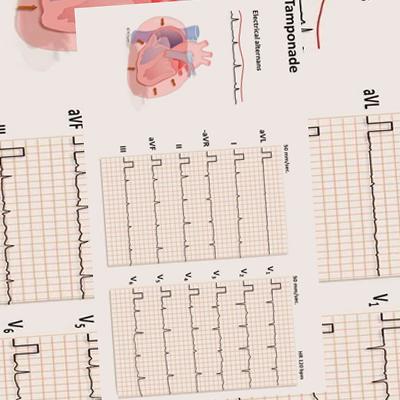 Tamponade
Electrical alternans
50 mm/sec.
aVL
I
-aVR
II
aVF
III
50 mm/sec.
HR 120 bpm
V1
V2
V3
V4
V5
V6
aVL
V1
aVF
III
V5
V6